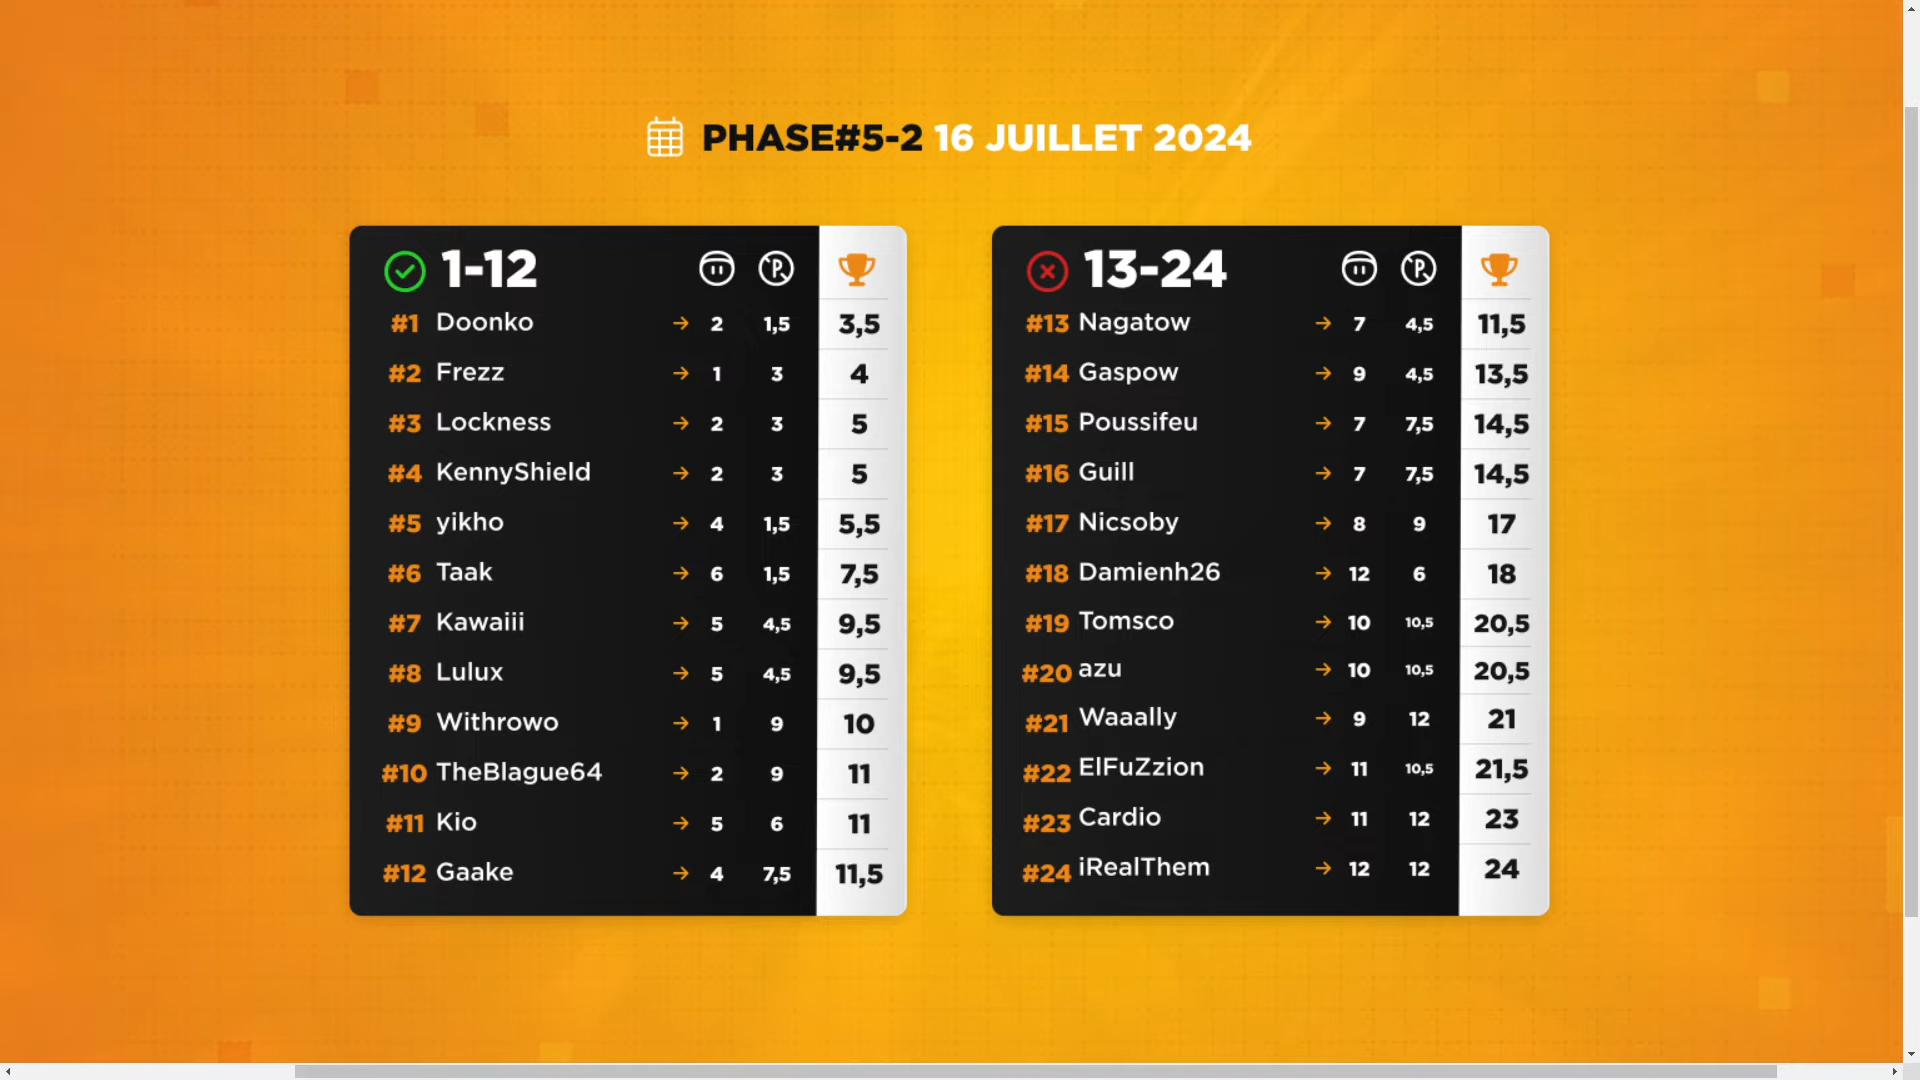 PHASE#5-2 16 JUILLET 2024
1-12
#1 Doonko → 2 1,5 3,5
#2 Frezz → 1 3 4
#3 Lockness → 2 3 5
#4 KennyShield → 2 3 5
#5 yikho → 4 1,5 5,5
#6 Taak → 6 1,5 7,5
#7 Kawaiii → 5 4,5 9,5
#8 Lulux → 5 4,5 9,5
#9 Withrowo → 1 9 10
#10 TheBlague64 → 2 9 11
#11 Kio → 5 6 11
#12 Gaake → 4 7,5 11,5
13-24
#13 Nagatow → 7 4,5 11,5
#14 Gaspow → 9 4,5 13,5
#15 Poussifeu → 7 7,5 14,5
#16 Guill → 7 7,5 14,5
#17 Nicsoby → 8 9 17
#18 Damienh26 → 12 6 18
#19 Tomsco → 10 10,5 20,5
#20 azu → 10 10,5 20,5
#21 Waaally → 9 12 21
#22 ElFuZzion → 11 10,5 21,5
#23 Cardio → 11 12 23
#24 iRealThem → 12 12 24